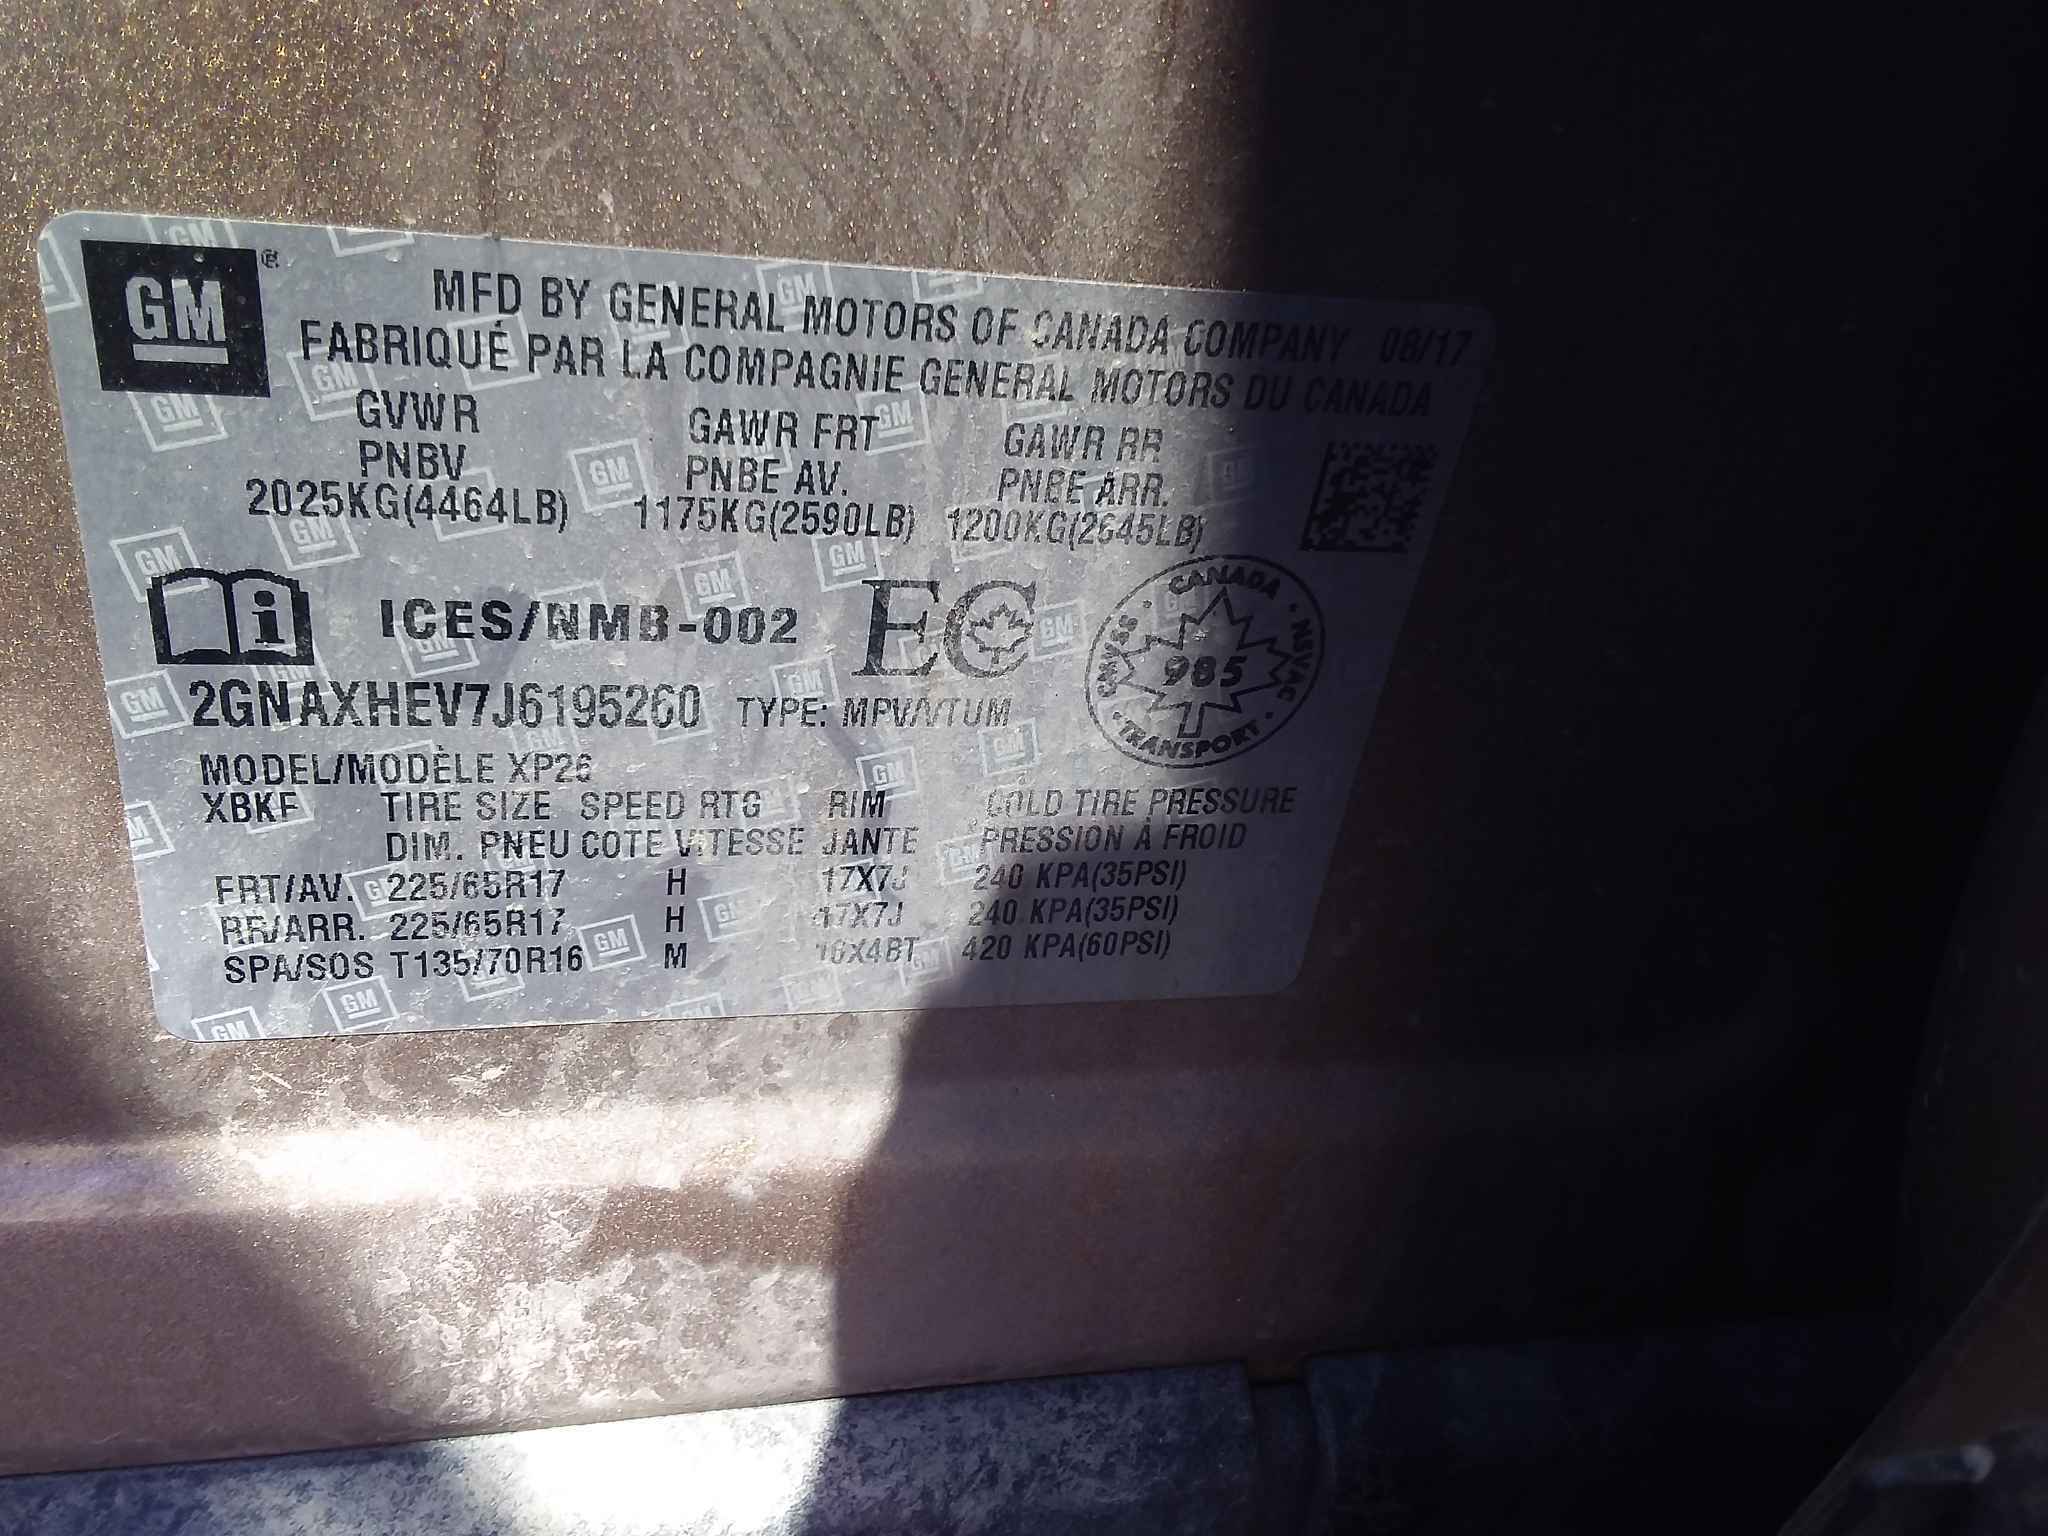 GM®
MFD BY GENERAL MOTORS OF CANADA COMPANY 08/17
FABRIQUÉ PAR LA COMPAGNIE GENERAL MOTORS DU CANADA
GVWR GAWR FRT GAWR RR
PNBV PNBE AV. PNBE ARR.
2025KG(4464LB) 1175KG(2590LB) 1200KG(2645LB)
i ICES/NMB-002 EC
CANADA · NSVAC · TRANSPORT · CMVSS ·
985
2GNAXHEV7J6195260 TYPE: MPV/VTUM
MODEL/MODÈLE XP26
XBKF TIRE SIZE SPEED RTG RIM COLD TIRE PRESSURE
DIM. PNEU COTE VITESSE JANTE PRESSION À FROID
FRT/AV. 225/65R17 H 17X7J 240 KPA(35PSI)
RR/ARR. 225/65R17 H 17X7J 240 KPA(35PSI)
SPA/SOS T135/70R16 M 16X4BT 420 KPA(60PSI)